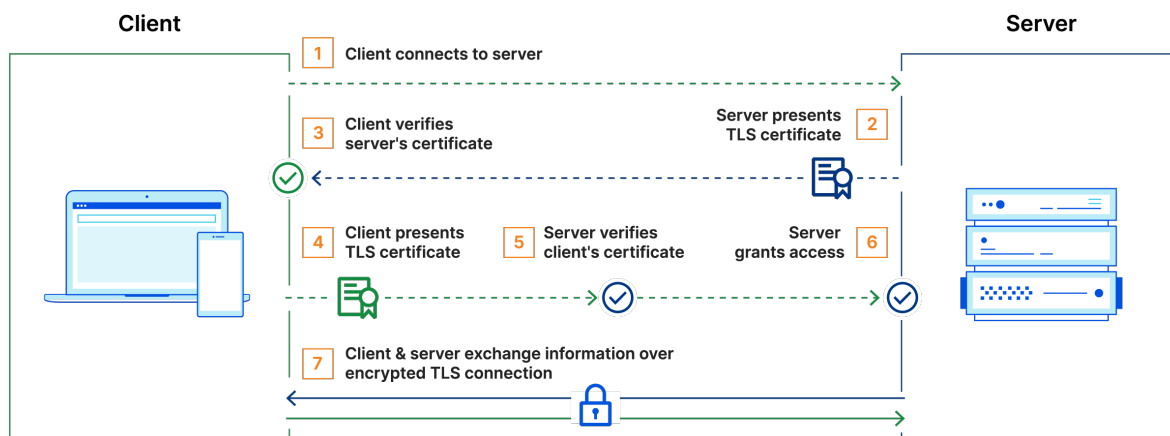 Client
Server
1
Client connects to server
Server presents
TLS certificate
2
3
Client verifies
server's certificate
4
Client presents
TLS certificate
5
Server verifies
client's certificate
Server
grants access
6
7
Client & server exchange information over
encrypted TLS connection